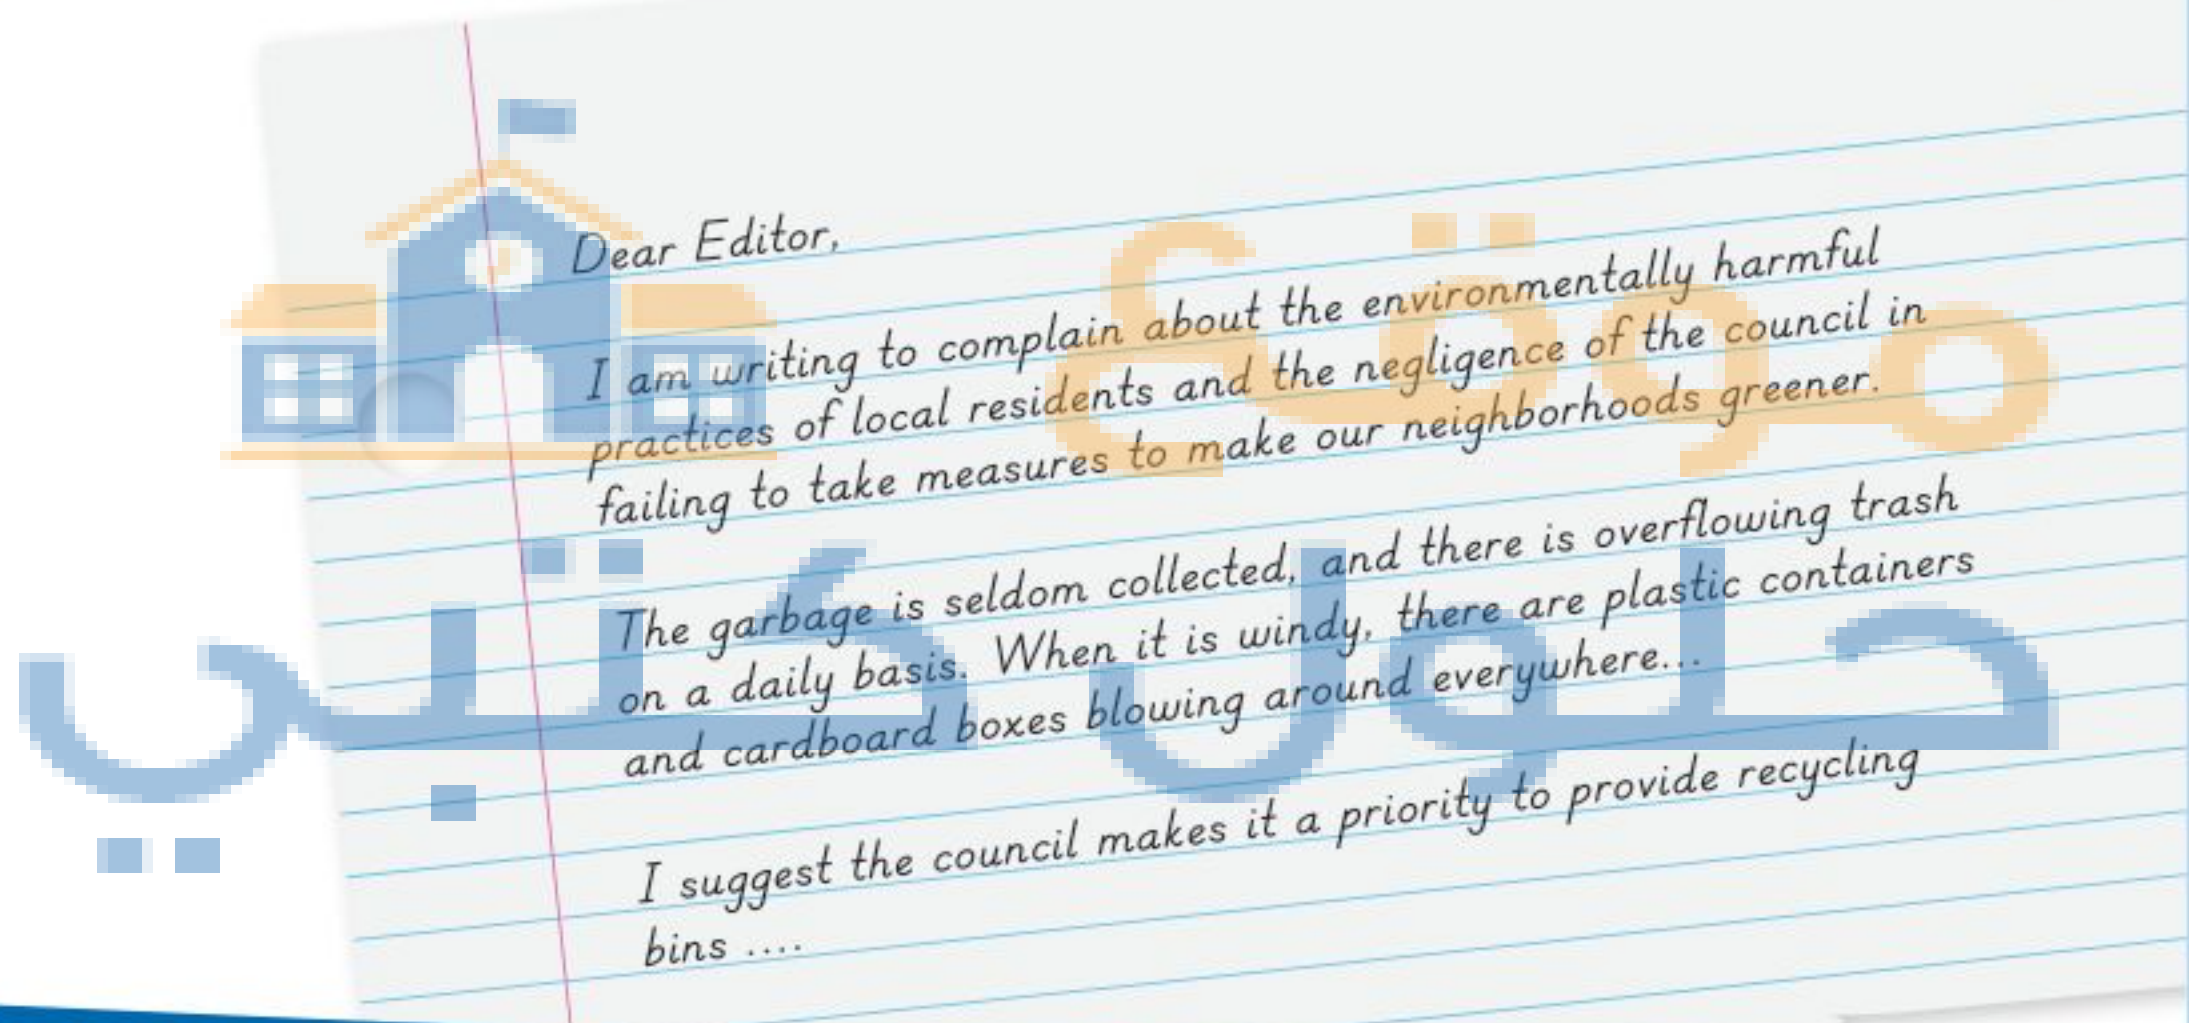 Dear Editor,
I am writing to complain about the environmentally harmful
practices of local residents and the negligence of the council in
failing to take measures to make our neighborhoods greener.
The garbage is seldom collected, and there is overflowing trash
on a daily basis. When it is windy, there are plastic containers
and cardboard boxes blowing around everywhere...
I suggest the council makes it a priority to provide recycling
bins ....
موقع
حلول كتبي